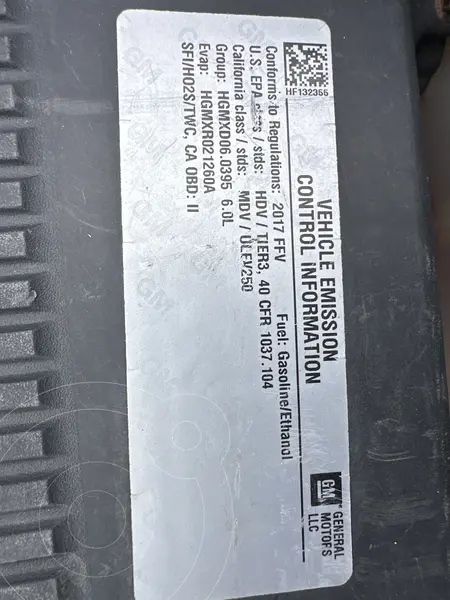 HF132355
VEHICLE EMISSION
CONTROL INFORMATION
GM
GENERAL
MOTORS
LLC
Conforms to Regulations: 2017 FFV Fuel: Gasoline/Ethanol
U.S. EPA class / stds: HDV / TIER3, 40 CFR 1037.104
California class / stds: MDV / ULEV250
Group: HGMXD06.0395 6.0L
Evap: HGMXR021260A
SFI/HO2S/TWC, CA OBD: II